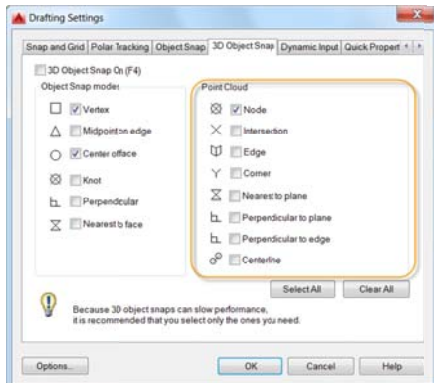 Drafting Settings
Snap and Grid Polar Tracking Object Snap 3D Object Snap Dynamic Input Quick Propert
3D Object Snap On (F4)
Object Snap modes
Vertex
Midpoint on edge
Center of face
Knot
Perpendicular
Nearest to face
Point Cloud
Node
Intersection
Edge
Corner
Nearest to plane
Perpendicular to plane
Perpendicular to edge
Centerline
Select All Clear All
Because 3D object snaps can slow performance,
it is recommended that you select only the ones you need.
Options... OK Cancel Help